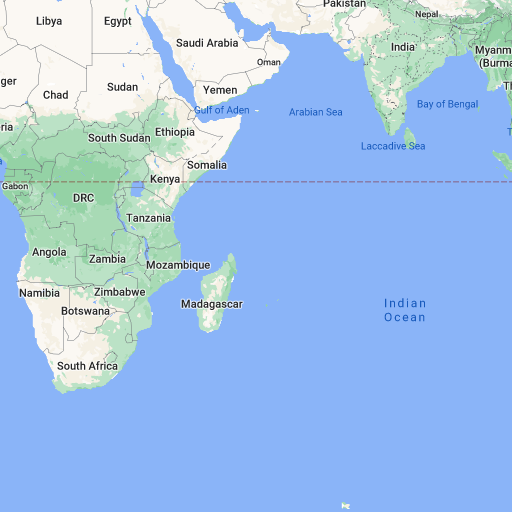 Pakistan
Nepal
Libya
Egypt
Saudi Arabia
India
Myanm
(Burma
Oman
ger
Chad
Sudan
Yemen
Th
Gulf of Aden
Arabian Sea
Bay of Bengal
eria
South Sudan
Ethiopia
T
Laccadive Sea
a
Somalia
Gabon
DRC
Kenya
Tanzania
Angola
Zambia
Mozambique
Namibia
Zimbabwe
Madagascar
Botswana
Indian
Ocean
South Africa